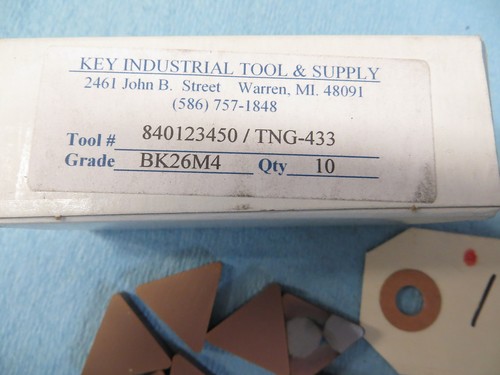 KEY INDUSTRIAL TOOL & SUPPLY
2461 John B. Street Warren, MI. 48091
(586) 757-1848
Tool # 840123450 / TNG-433
Grade BK26M4 Qty 10